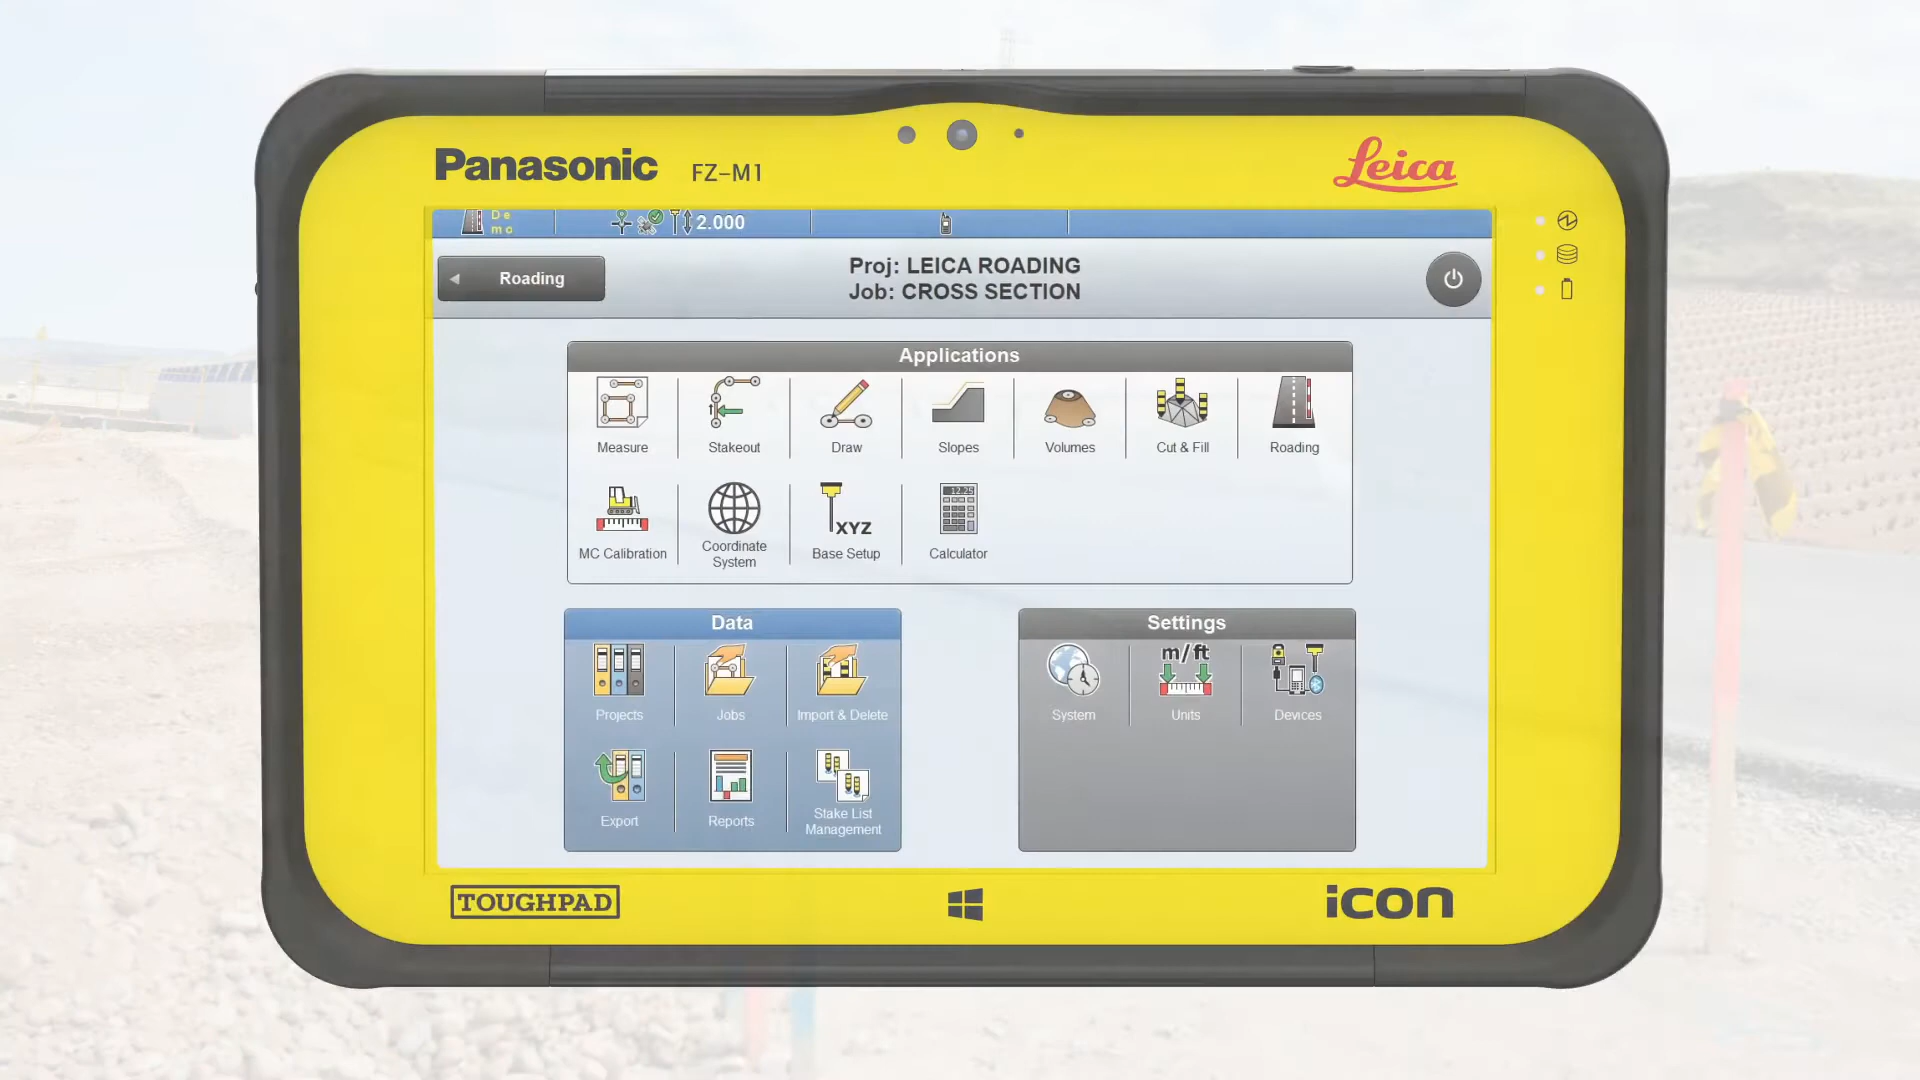 Panasonic FZ-M1
Leica
De
mo
2.000
Roading
Proj: LEICA ROADING
Job: CROSS SECTION
Applications
Measure
Stakeout
Draw
Slopes
Volumes
Cut & Fill
Roading
12.25
MC Calibration
Coordinate
System
XYZ
Base Setup
Calculator
Data
Projects
Jobs
Import & Delete
Export
Reports
Stake List
Management
Settings
System
m/ft
Units
Devices
TOUGHPAD
iCON